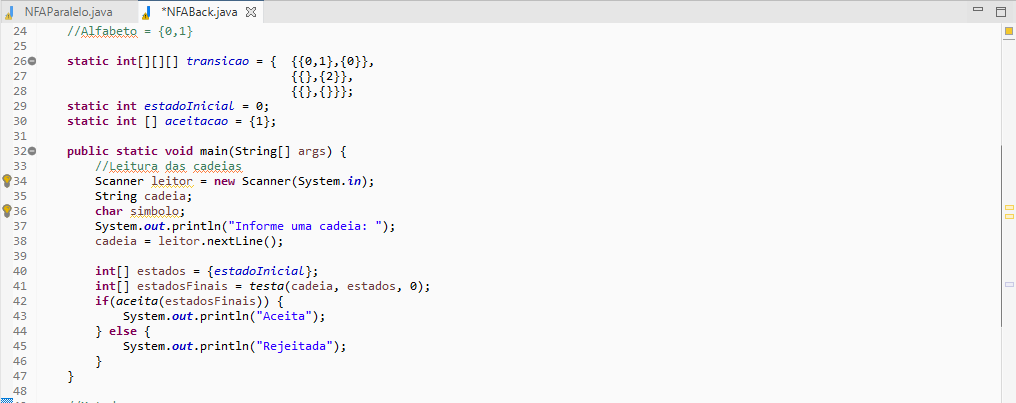 NFAParalelo.java *NFABack.java
24 //Alfabeto = {0,1}
25
26 static int[][][] transicao = { {{0,1},{0}},
27 {{},{2}},
28 {{},{}}};
29 static int estadoInicial = 0;
30 static int [] aceitacao = {1};
31
32 public static void main(String[] args) {
33 //Leitura das cadeias
34 Scanner leitor = new Scanner(System.in);
35 String cadeia;
36 char simbolo;
37 System.out.println("Informe uma cadeia: ");
38 cadeia = leitor.nextLine();
39
40 int[] estados = {estadoInicial};
41 int[] estadosFinais = testa(cadeia, estados, 0);
42 if(aceita(estadosFinais)) {
43 System.out.println("Aceita");
44 } else {
45 System.out.println("Rejeitada");
46 }
47 }
48